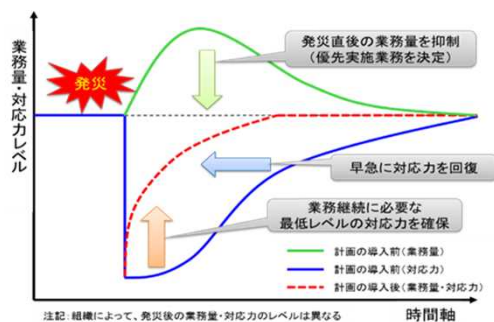 発災直後の業務量を抑制
(優先実施業務を決定)
業務量・対応力レベル
発災
早急に対応力を回復
業務継続に必要な
最低レベルの対応力を確保
計画の導入前(業務量)
計画の導入前(対応力)
計画の導入後(業務量・対応力)
注記:組織によって、発災後の業務量・対応力のレベルは異なる
時間軸